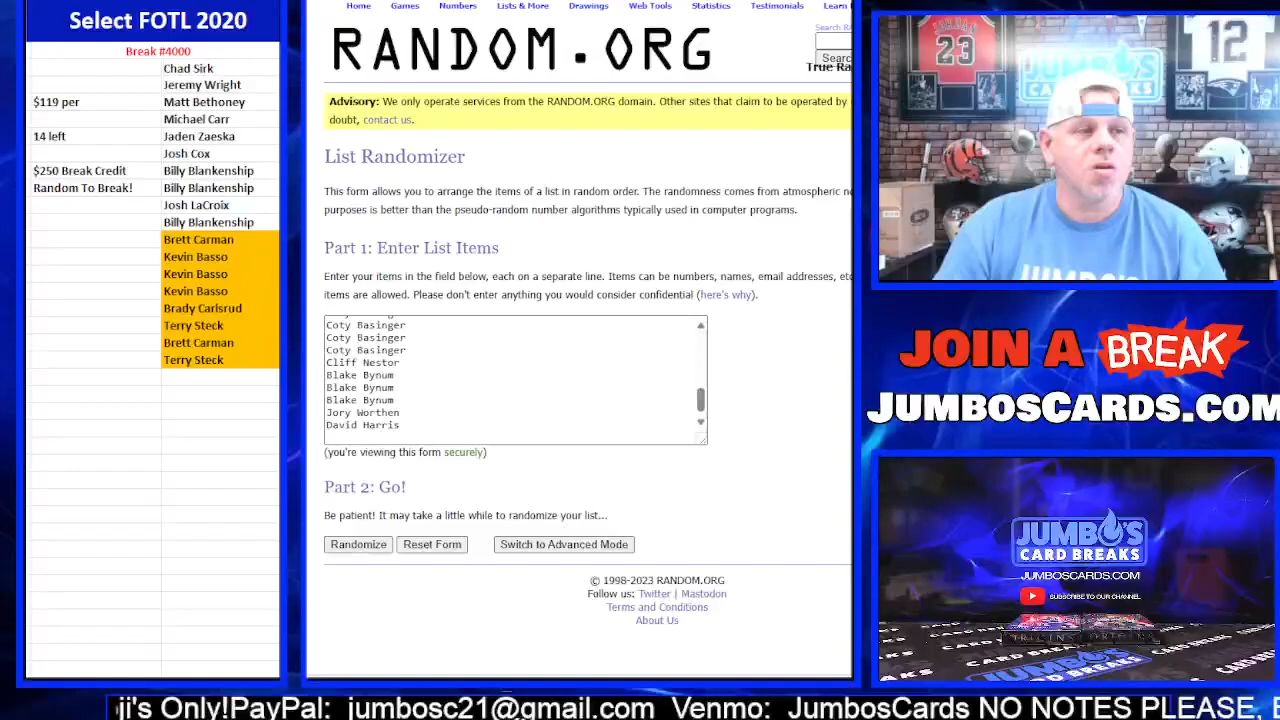 Select FOTL 2020
Break #4000
Chad Sirk
Jeremy Wright
$119 per
Matt Bethoney
Michael Carr
14 left
Jaden Zaeska
Josh Cox
$250 Break Credit
Billy Blankenship
Random To Break!
Billy Blankenship
Josh LaCroix
Billy Blankenship
Brett Carman
Kevin Basso
Kevin Basso
Kevin Basso
Brady Carlsrud
Terry Steck
Brett Carman
Terry Steck
Home Games Numbers Lists & More Drawings Web Tools Statistics Testimonials Learn
RANDOM.ORG
Search
True Ra
Advisory: We only operate services from the RANDOM.ORG domain. Other sites that claim to be operated by
doubt, contact us.
List Randomizer
This form allows you to arrange the items of a list in random order. The randomness comes from atmospheric no
purposes is better than the pseudo-random number algorithms typically used in computer programs.
Part 1: Enter List Items
Enter your items in the field below, each on a separate line. Items can be numbers, names, email addresses, etc
items are allowed. Please don't enter anything you would consider confidential (here's why).
Coty Basinger
Coty Basinger
Coty Basinger
Cliff Nestor
Blake Bynum
Blake Bynum
Blake Bynum
Jory Worthen
David Harris
(you're viewing this form securely)
Part 2: Go!
Be patient! It may take a little while to randomize your list...
Randomize Reset Form Switch to Advanced Mode
© 1998-2023 RANDOM.ORG
Follow us: Twitter | Mastodon
Terms and Conditions
About Us
23
12
JOIN A BREAK
JUMBOSCARDS.COM
JUMBO'S
CARD BREAKS
JUMBOSCARDS.COM
SUBSCRIBE TO OUR CHANNEL
ji's Only!PayPal: jumbosc21@gmail.com Venmo: JumbosCards NO NOTES PLEASE, E